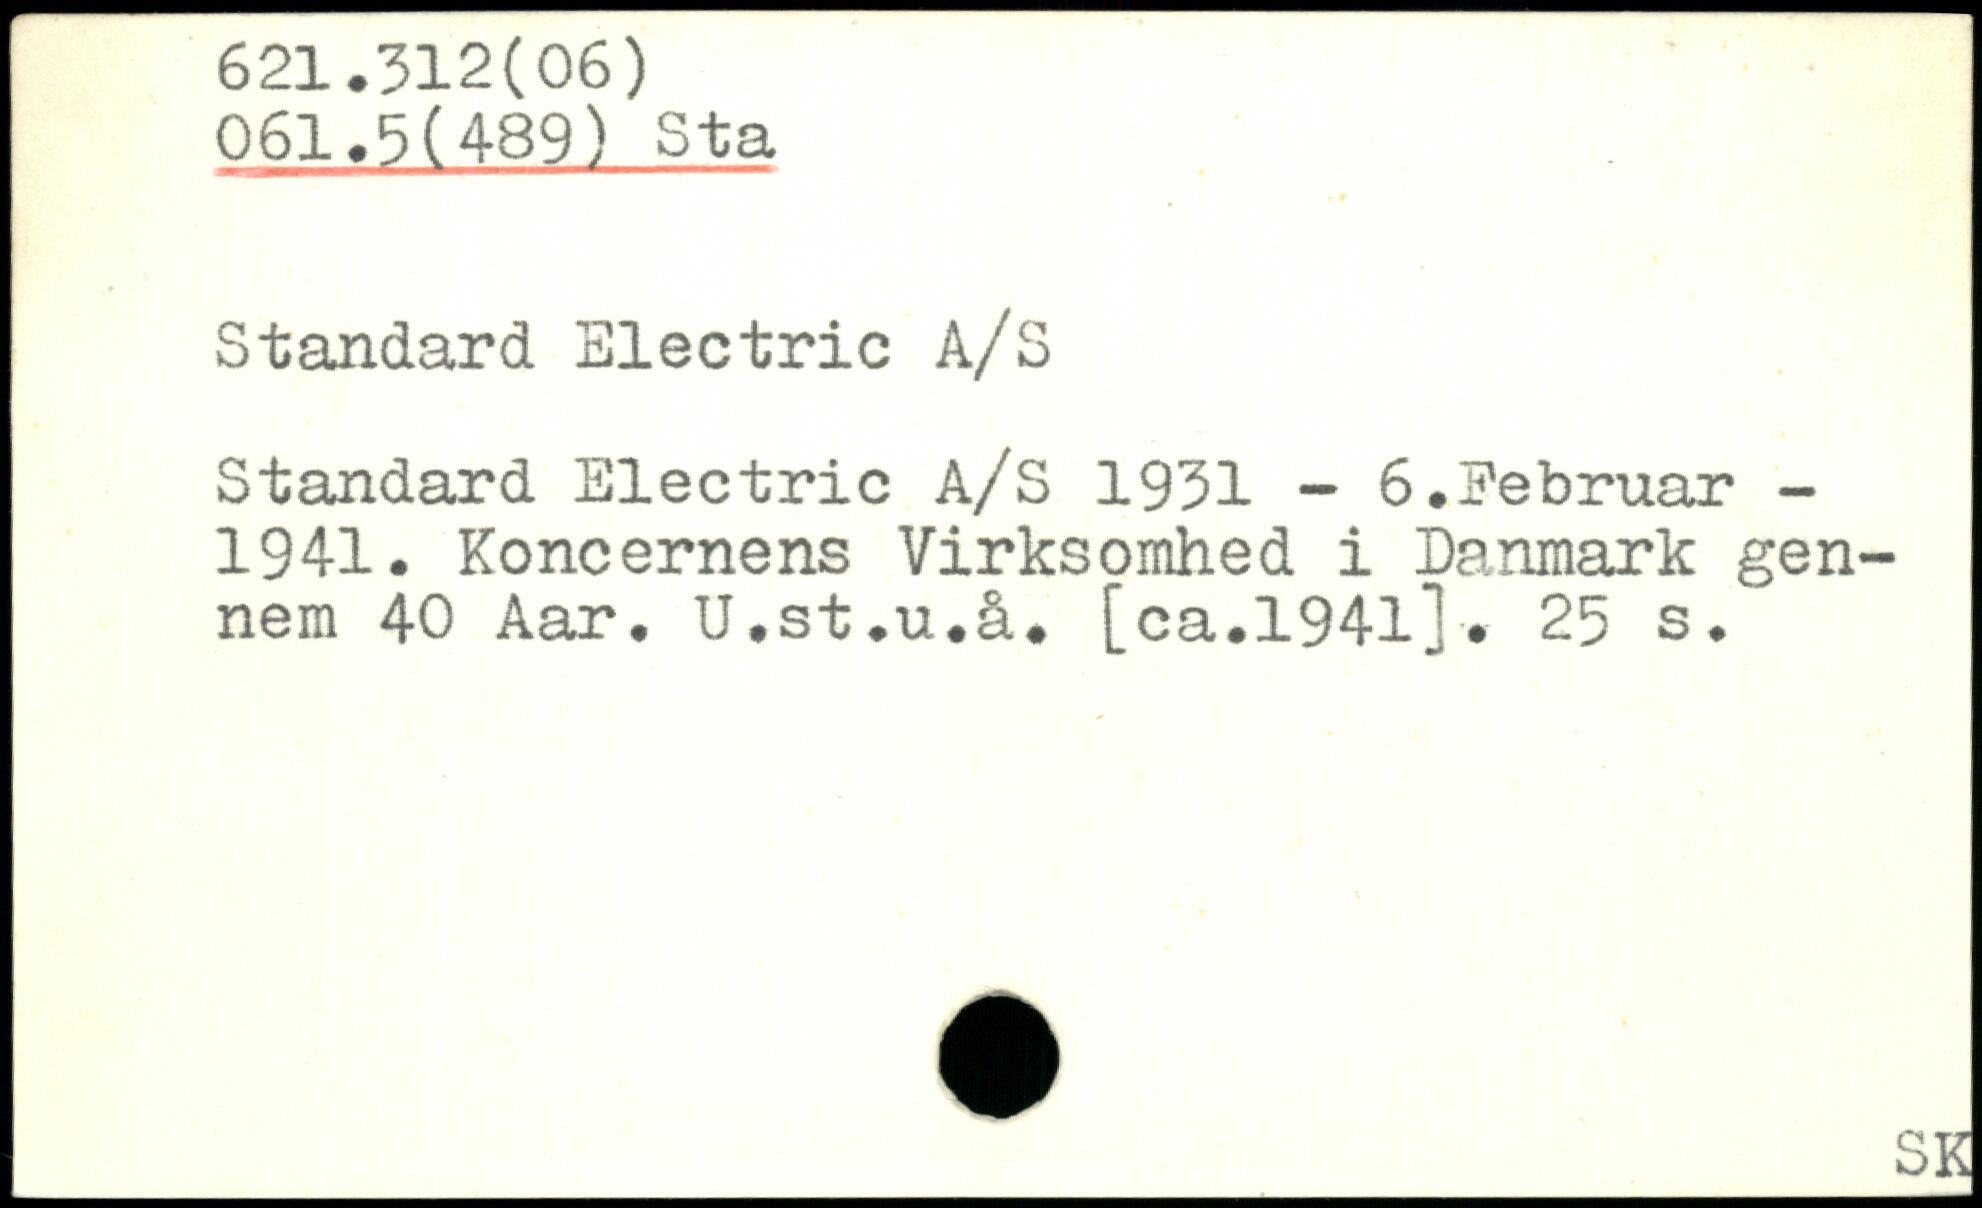 621.312(06)
061.5(489) Sta
Standard Electric A/S
Standard Electric A/S 1931 - 6.Februar -
1941. Koncernens Virksomhed i Danmark gen-
nem 40 Aar. U.st.u.å. [ca.1941]. 25 s.
SK